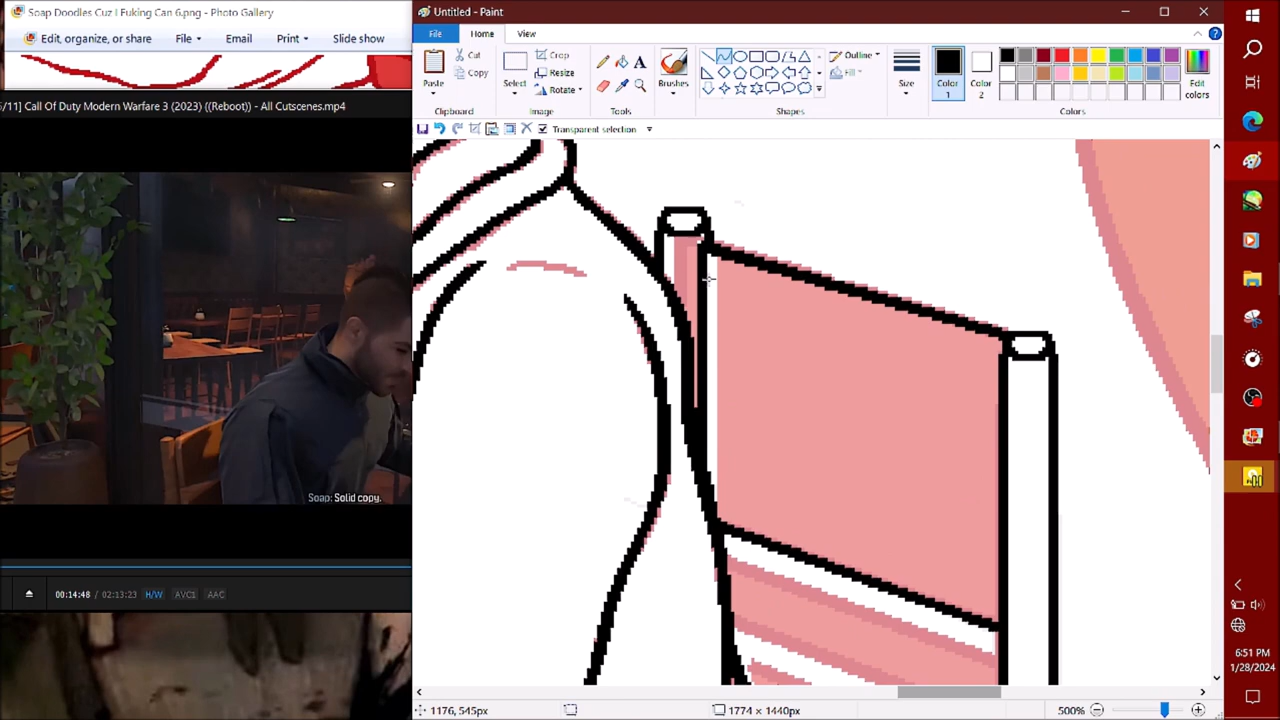 Soap Doodles Cuz I Fuking Can 6.png - Photo Gallery
Edit, organize, or share
File
Email
Print
Slide show
/11] Call Of Duty Modern Warfare 3 (2023) ((Reboot)) - All Cutscenes.mp4
Soap: Solid copy.
00:14:48 / 02:13:23
H/W
AVC1
AAC
Untitled - Paint
File
Home
View
Paste
Cut
Copy
Clipboard
Select
Crop
Resize
Rotate
Image
Tools
Brushes
Outline
Fill
Shapes
Size
Color
1
Color
2
Edit
colors
Colors
Transparent selection
1176, 545px
1774 × 1440px
500%
6:51 PM
1/28/2024